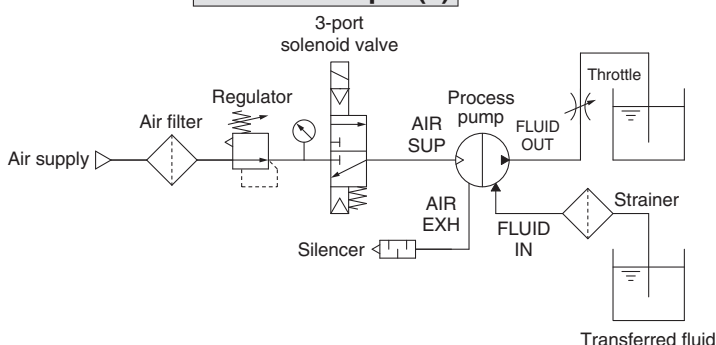 3-port
solenoid valve
Regulator
Air filter
Air supply
AIR
SUP
Process
pump
FLUID
OUT
Throttle
AIR
EXH
FLUID
IN
Strainer
Silencer
Transferred fluid